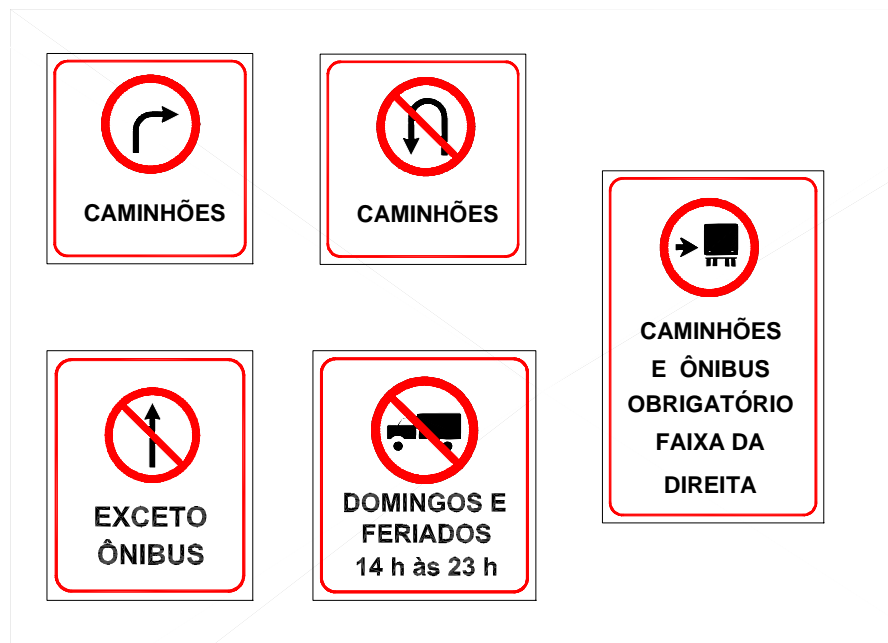 CAMINHÕES
CAMINHÕES
CAMINHÕES
E ÔNIBUS
OBRIGATÓRIO
FAIXA DA
DIREITA
EXCETO
ÔNIBUS
DOMINGOS E
FERIADOS
14 h às 23 h